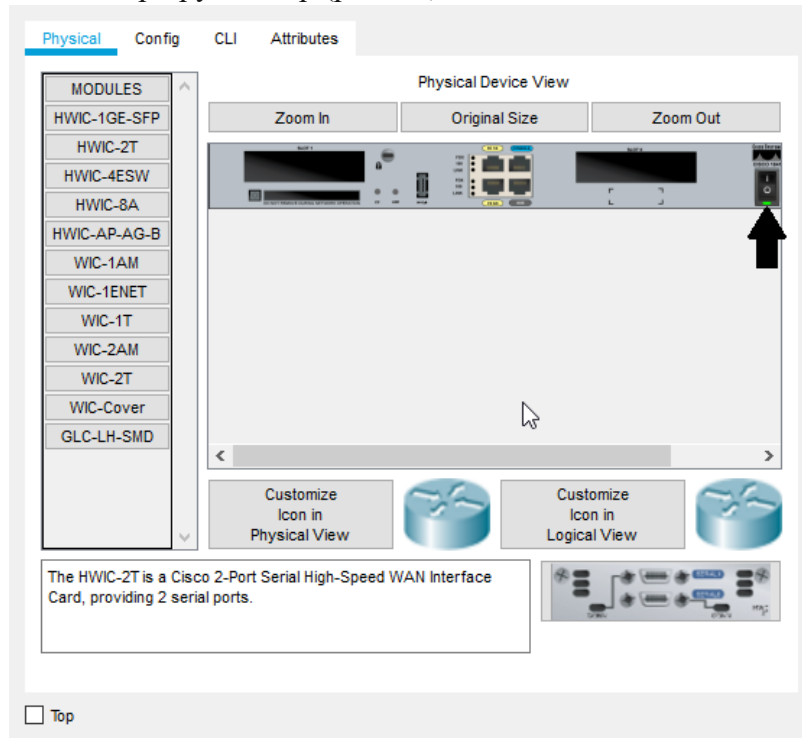 Physical Config CLI Attributes
MODULES
HWIC-1GE-SFP
HWIC-2T
HWIC-4ESW
HWIC-8A
HWIC-AP-AG-B
WIC-1AM
WIC-1ENET
WIC-1T
WIC-2AM
WIC-2T
WIC-Cover
GLC-LH-SMD
Physical Device View
Zoom In Original Size Zoom Out
Customize
Icon in
Physical View
Customize
Icon in
Logical View
The HWIC-2T is a Cisco 2-Port Serial High-Speed WAN Interface
Card, providing 2 serial ports.
Top